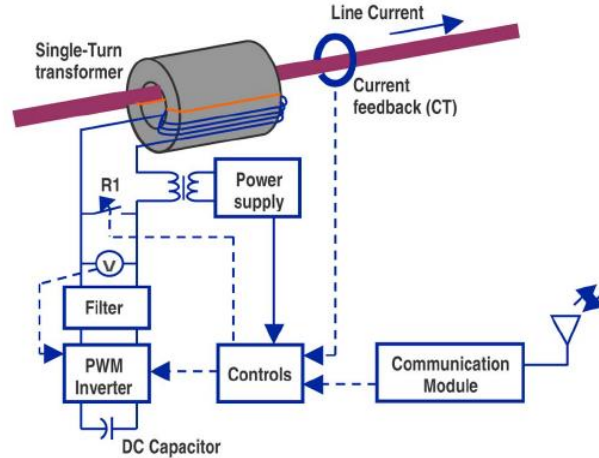 Line Current
Single-Turn
transformer
Current
feedback (CT)
R1
Power
supply
V
Filter
PWM
Inverter
Controls
Communication
Module
DC Capacitor